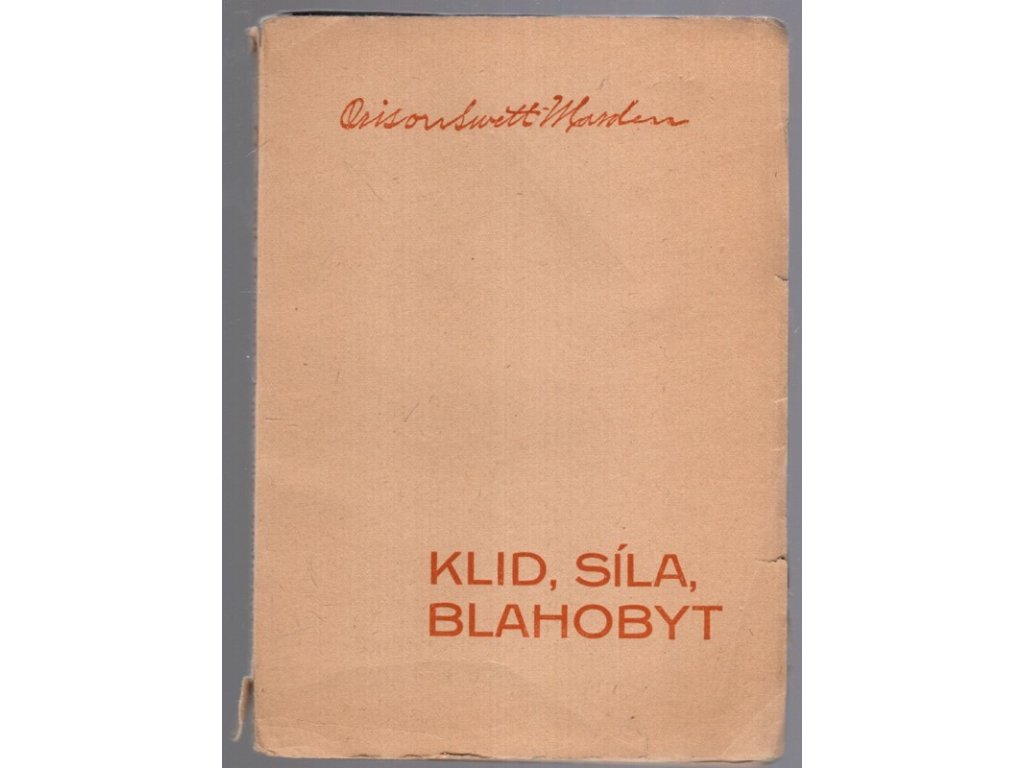 Orison Swett Marden
KLID, SÍLA,
BLAHOBYT